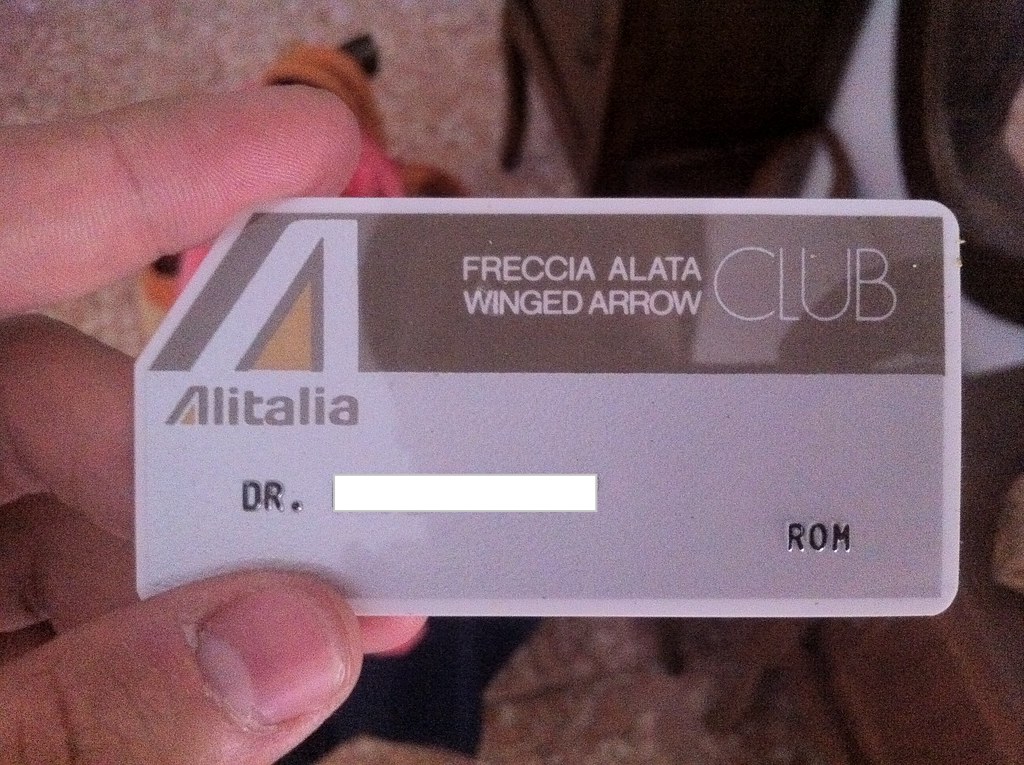 FRECCIA ALATA
WINGED ARROW
CLUB
Alitalia
DR.
ROM